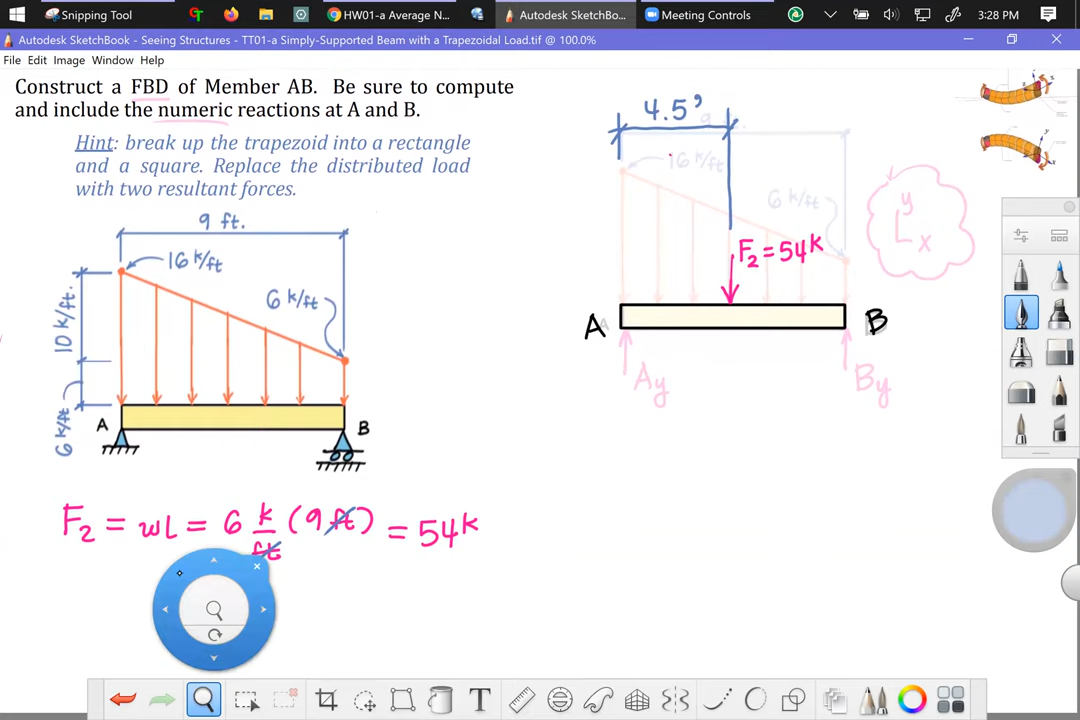 Snipping Tool
HW01-a Average N...
Autodesk SketchBo...
Meeting Controls
3:28 PM
Autodesk SketchBook - Seeing Structures - TT01-a Simply-Supported Beam with a Trapezoidal Load.tif @ 100.0%
File Edit Image Window Help
Construct a FBD of Member AB. Be sure to compute
and include the numeric reactions at A and B.
Hint: break up the trapezoid into a rectangle
and a square. Replace the distributed load
with two resultant forces.
9 ft.
16 k/ft
6 k/ft
10 k/ft.
6 k/ft
A
B
4.5'
16 k/ft
6 k/ft
F2 = 54k
A
B
Ay
By
y
x
F2 = wl = 6 k/ft (9 ft) = 54k